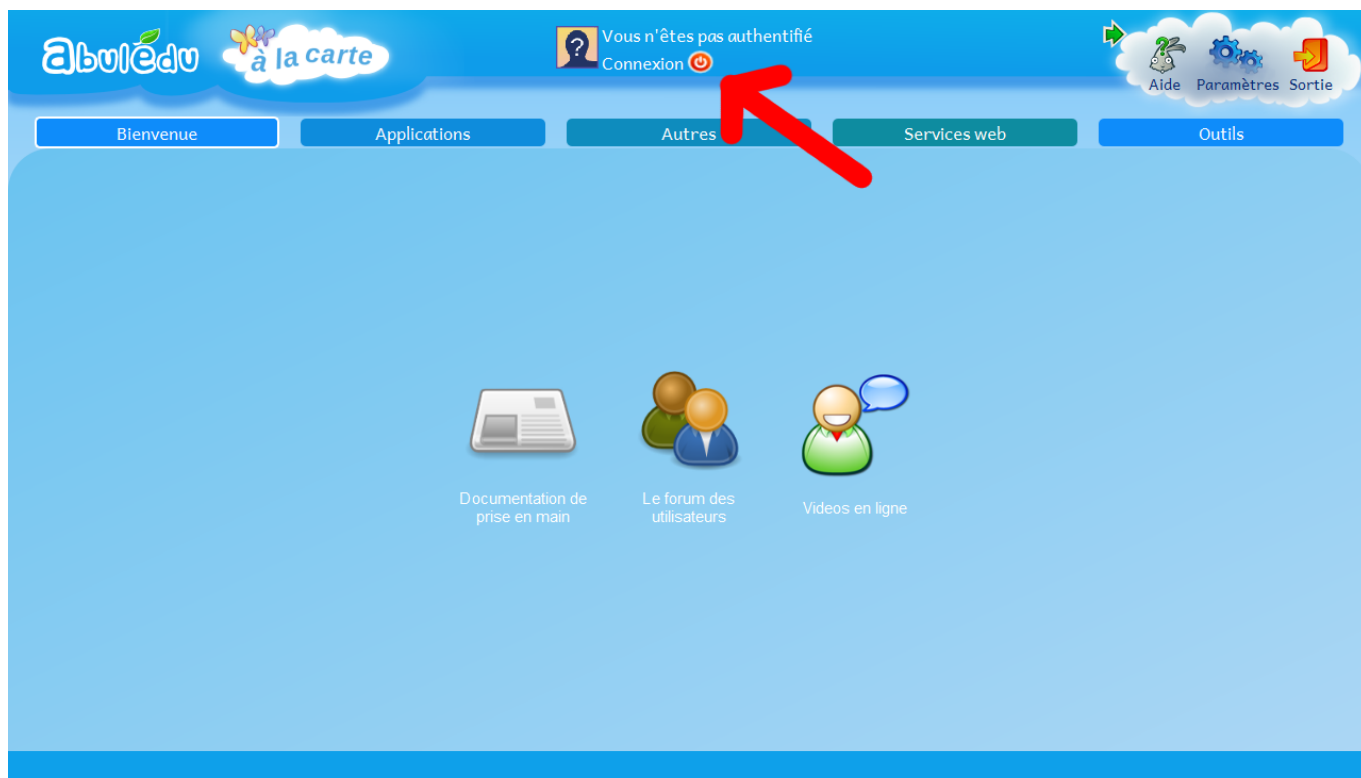 abulédu
à la carte
Vous n'êtes pas authentifié
Connexion
?
Aide Paramètres Sortie
Bienvenue
Applications
Autres
Services web
Outils
Documentation de
prise en main
Le forum des
utilisateurs
Videos en ligne